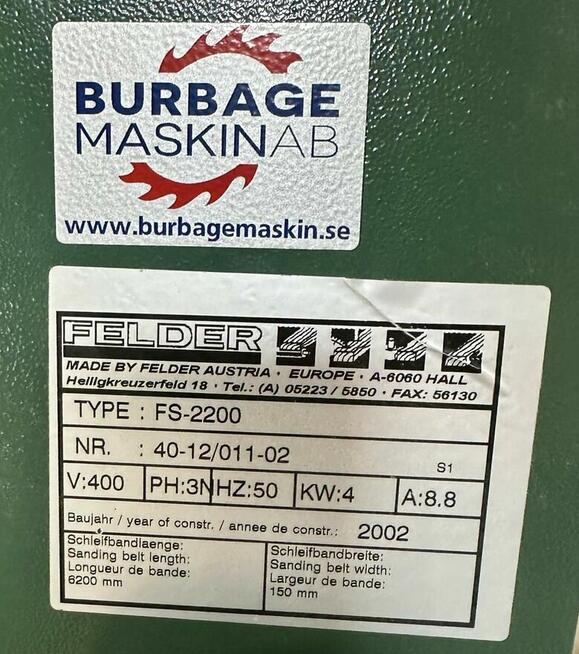 BURBAGE
MASKINAB
www.burbagemaskin.se
FELDER
MADE BY FELDER AUSTRIA · EUROPE · A-6060 HALL
Heiligkreuzerfeld 18 · Tel.: (A) 05223 / 5850 · FAX: 56130
TYPE : FS-2200
NR. : 40-12/011-02 S1
V:400 PH:3N HZ:50 KW:4 A:8.8
Baujahr / year of constr. / annee de constr.: 2002
Schleifbandlaenge:
Sanding belt length:
Longueur de bande:
6200 mm
Schleifbandbreite:
Sanding belt width:
Largeur de bande:
150 mm